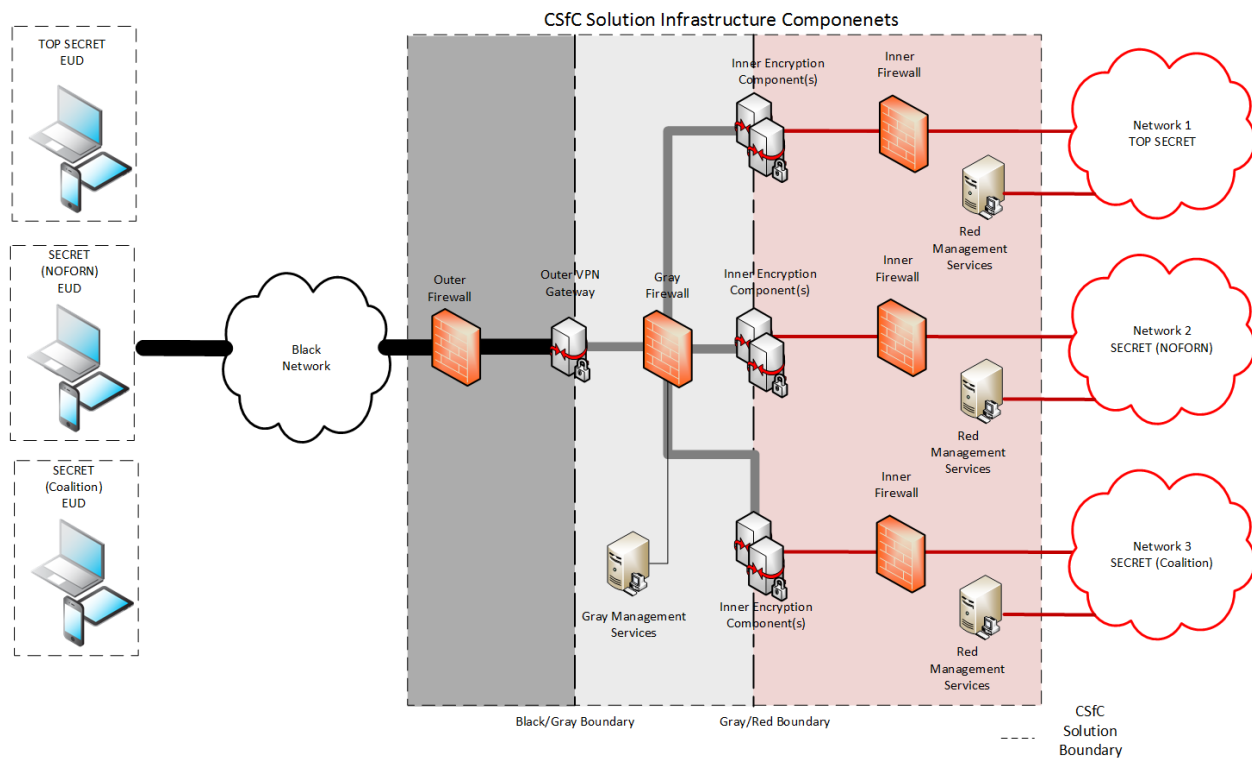 CSfC Solution Infrastructure Componenets
TOP SECRET
EUD
SECRET
(NOFORN)
EUD
SECRET
(Coalition)
EUD
Black
Network
Outer
Firewall
Outer VPN
Gateway
Gray
Firewall
Gray Management
Services
Inner Encryption
Component(s)
Inner
Firewall
Red
Management
Services
Network 1
TOP SECRET
Inner Encryption
Component(s)
Inner
Firewall
Red
Management
Services
Network 2
SECRET (NOFORN)
Inner Encryption
Component(s)
Inner
Firewall
Red
Management
Services
Network 3
SECRET (Coalition)
Black/Gray Boundary
Gray/Red Boundary
CSfC
Solution
Boundary